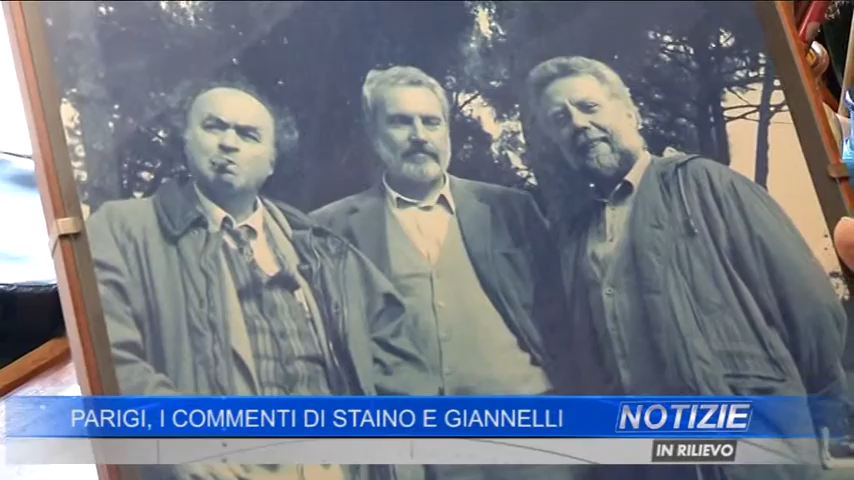 PARIGI, I COMMENTI DI STAINO E GIANNELLI
NOTIZIE
IN RILIEVO